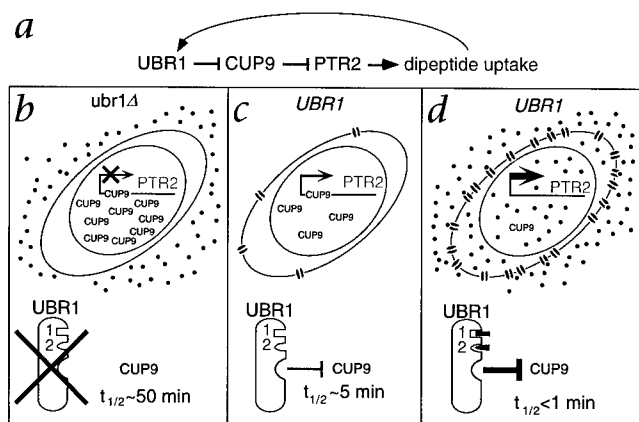 a
UBR1 CUP9 PTR2 dipeptide uptake
b ubr1Δ
CUP9 PTR2
CUP9
CUP9 CUP9
CUP9 CUP9
CUP9 CUP9
CUP9 CUP9
UBR1
1
2
CUP9
t1/2~50 min
c UBR1
CUP9 PTR2
CUP9
CUP9
CUP9
UBR1
1
2
CUP9
t1/2~5 min
d UBR1
PTR2
CUP9
UBR1
1
2
CUP9
t1/2<1 min